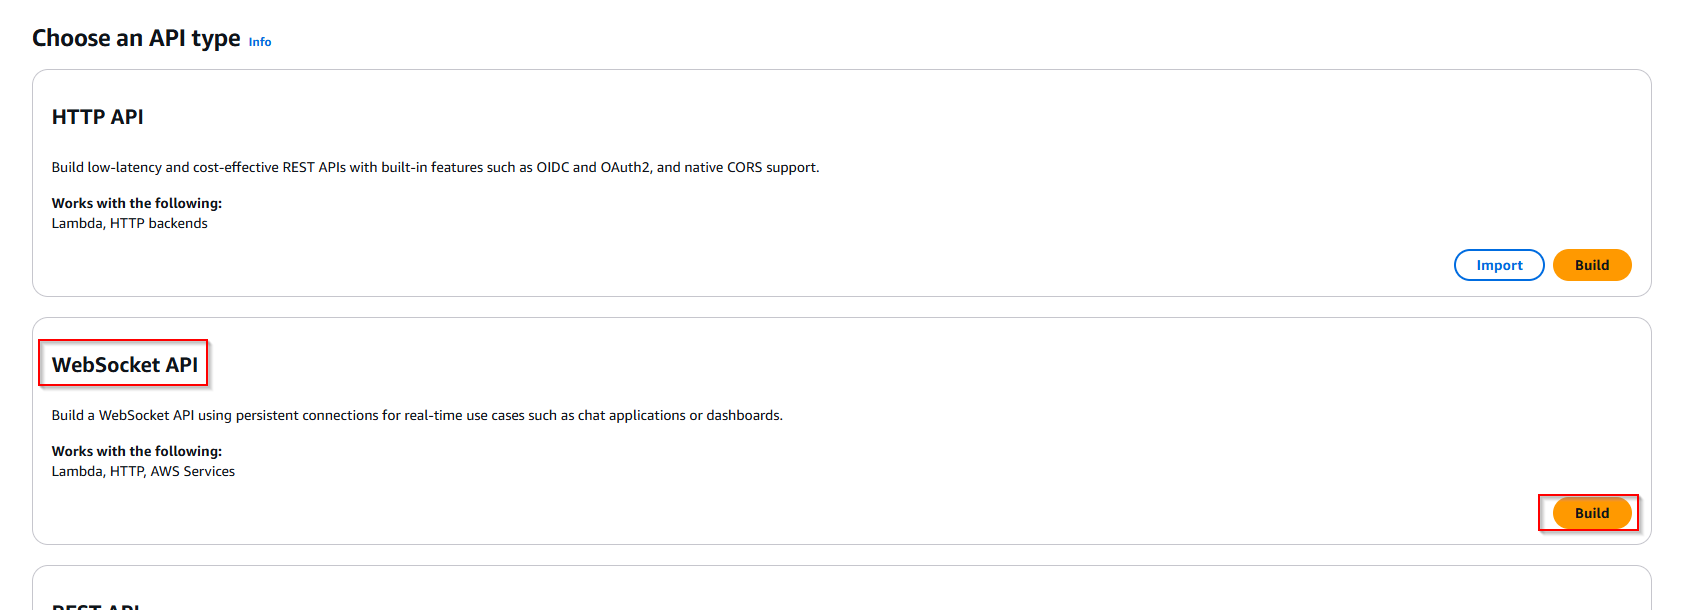 Choose an API type Info
HTTP API
Build low-latency and cost-effective REST APIs with built-in features such as OIDC and OAuth2, and native CORS support.
Works with the following:
Lambda, HTTP backends
Import Build
WebSocket API
Build a WebSocket API using persistent connections for real-time use cases such as chat applications or dashboards.
Works with the following:
Lambda, HTTP, AWS Services
Build
REST API